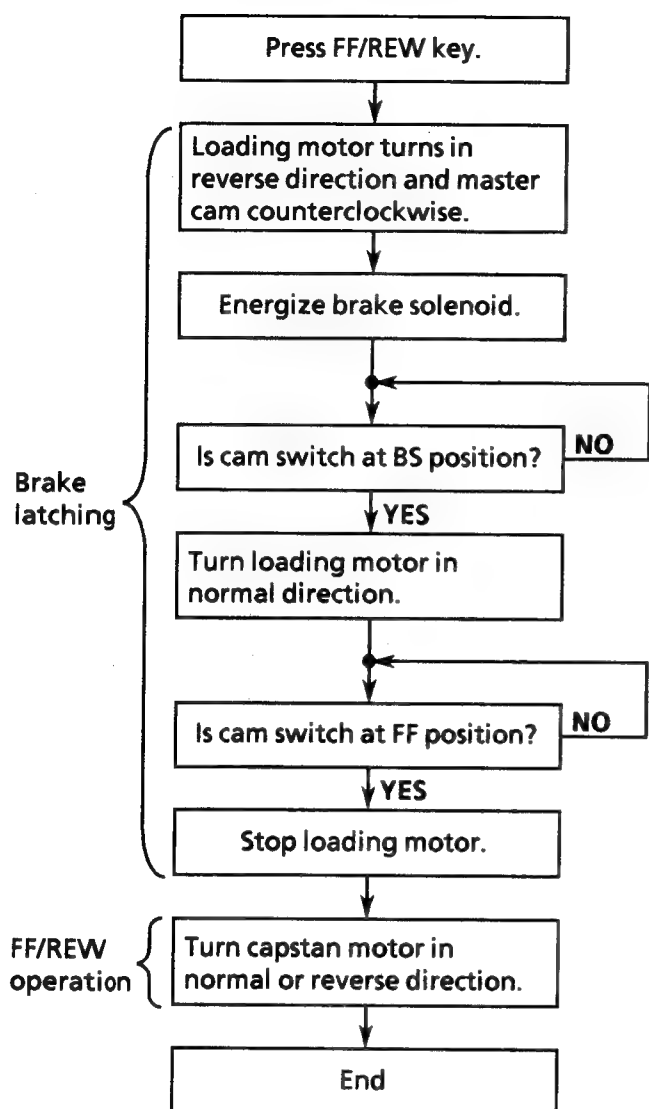 Press FF/REW key.
Loading motor turns in
reverse direction and master
cam counterclockwise.
Energize brake solenoid.
Is cam switch at BS position?
NO
Brake
latching
YES
Turn loading motor in
normal direction.
Is cam switch at FF position?
NO
YES
Stop loading motor.
FF/REW
operation
Turn capstan motor in
normal or reverse direction.
End